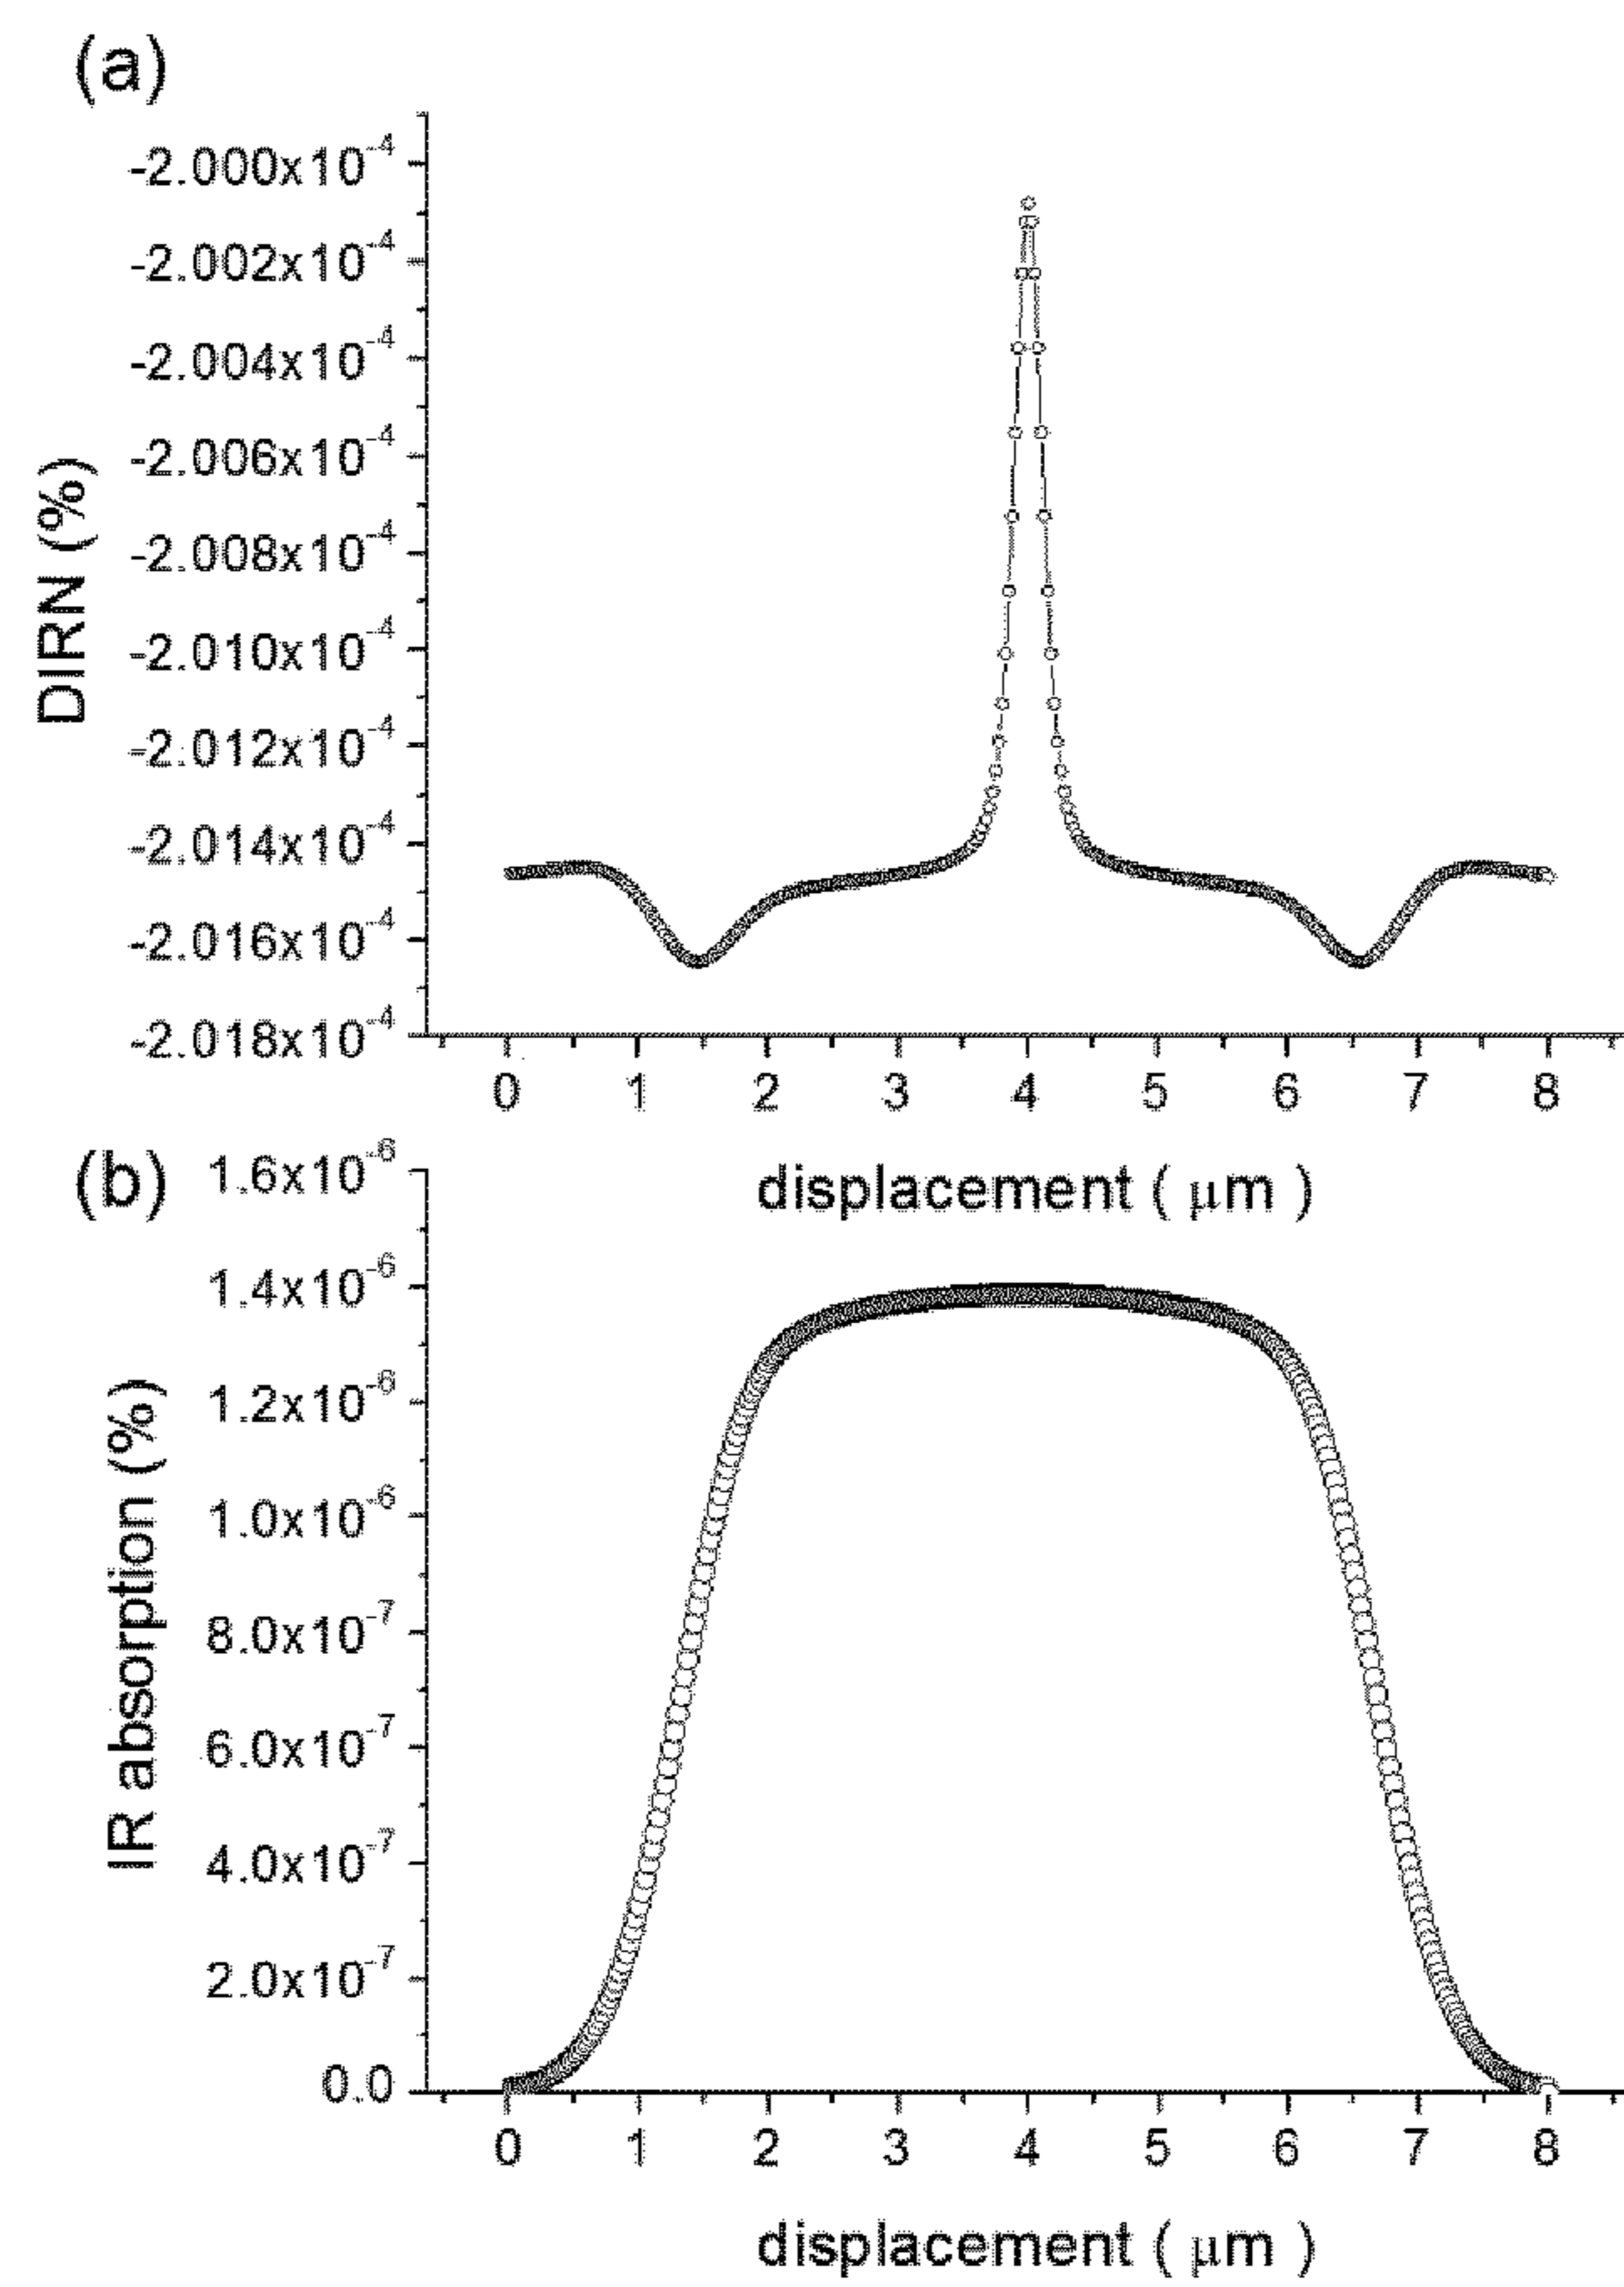 (a)
-2.000x10⁻⁴
-2.002x10⁻⁴
-2.004x10⁻⁴
-2.006x10⁻⁴
-2.008x10⁻⁴
-2.010x10⁻⁴
-2.012x10⁻⁴
-2.014x10⁻⁴
-2.016x10⁻⁴
-2.018x10⁻⁴
DIRN (%)
0 1 2 3 4 5 6 7 8
displacement ( μm )
(b)
1.6x10⁻⁶
1.4x10⁻⁶
1.2x10⁻⁶
1.0x10⁻⁶
8.0x10⁻⁷
6.0x10⁻⁷
4.0x10⁻⁷
2.0x10⁻⁷
0.0
IR absorption (%)
0 1 2 3 4 5 6 7 8
displacement ( μm )